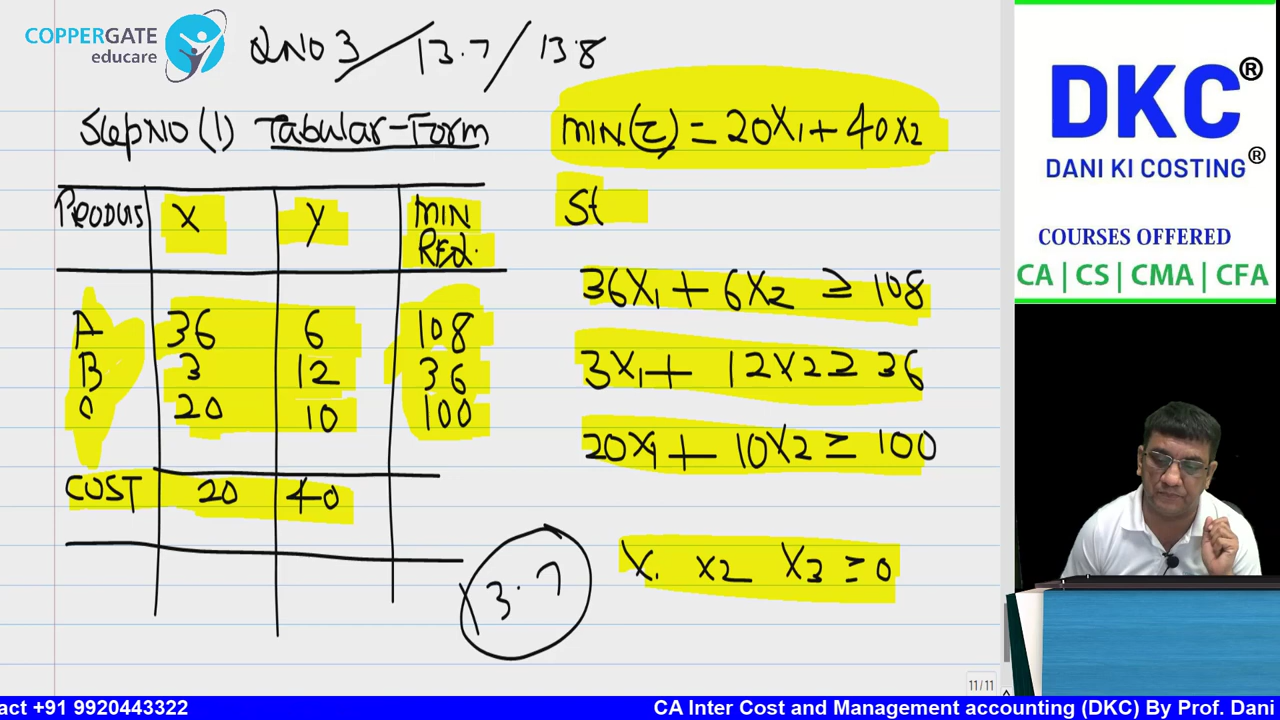 COPPERGATE
educare
QNO 3 / 13.7 / 13.8
StepNO (1) Tabular-Form
PRODUS X Y MIN REQ.
A 36 6 108
B 3 12 36
20 10 100
COST 20 40
13.7
MIN(Z) = 20X1 + 40X2
St
36X1 + 6X2 ≥ 108
3X1 + 12X2 ≥ 36
20X1 + 10X2 ≥ 100
X1 X2 X3 ≥ 0
11/11
DKC®
DANI KI COSTING®
COURSES OFFERED
CA | CS | CMA | CFA
act +91 9920443322 CA Inter Cost and Management accounting (DKC) By Prof. Dani